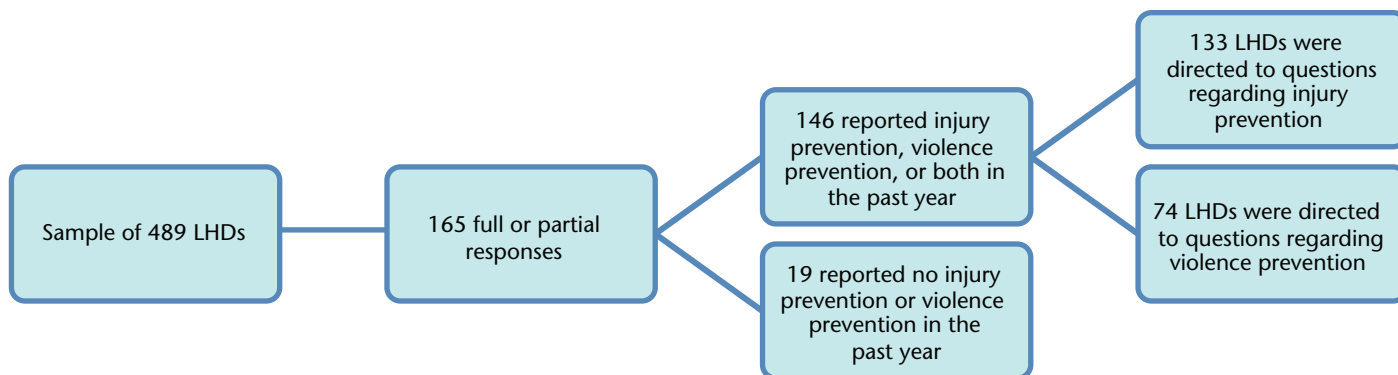 Sample of 489 LHDs
165 full or partial
responses
146 reported injury
prevention, violence
prevention, or both in
the past year
19 reported no injury
prevention or violence
prevention in the
past year
133 LHDs were
directed to questions
regarding injury
prevention
74 LHDs were directed
to questions regarding
violence prevention